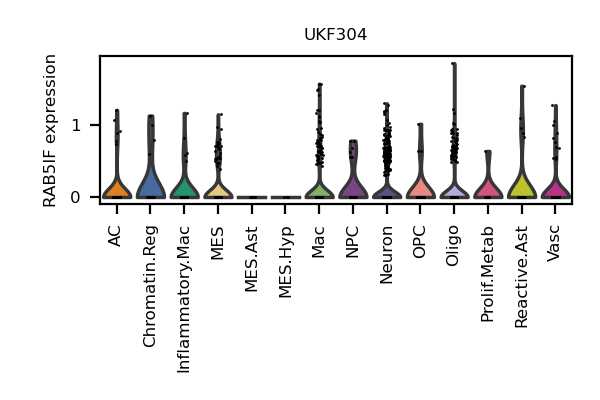 UKF304
RAB5IF expression
1
0
AC
Chromatin.Reg
Inflammatory.Mac
MES
MES.Ast
MES.Hyp
Mac
NPC
Neuron
OPC
Oligo
Prolif.Metab
Reactive.Ast
Vasc